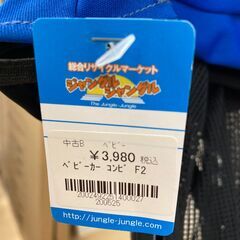 総合リサイクルマーケット
ジャングルジャングル
The Jungle-Jungle
中古B ベビー
¥3,980 税込
ﾍﾞﾋﾞｰｶｰ ｺﾝﾋﾞ F2
2002492251400027
200625
http://jungle-jungle.com/